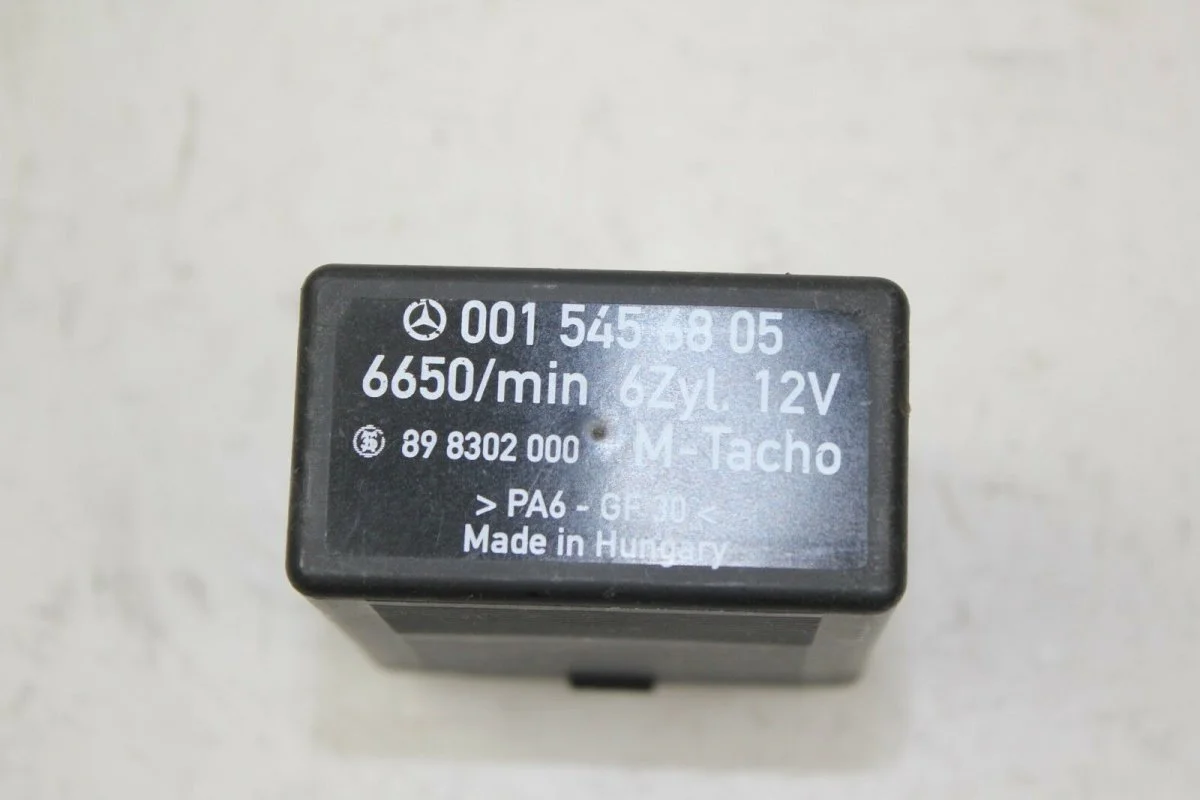 001 545 68 05
6650/min 6Zyl. 12V
89 8302 000 M-Tacho
> PA6 - GF 30 <
Made in Hungary